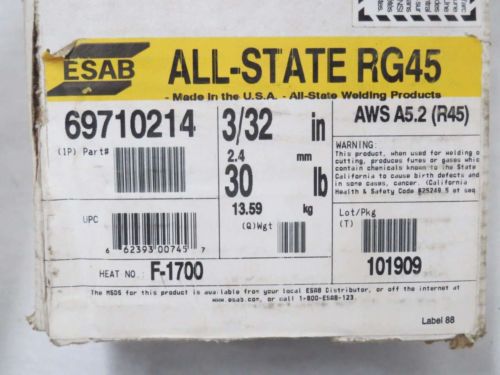 ESAB
ALL-STATE RG45
- Made in the U.S.A. - All-State Welding Products
69710214
(1P) Part#
3/32 in
2.4 mm
30 lb
13.59 kg
(Q)Wgt
AWS A5.2 (R45)
WARNING:
This product, when used for welding o
cutting, produces fumes or gases whic
contain chemicals known to the State
California to cause birth defects and
in some cases, cancer. (California
Health & Safety Code §25249.5 et seq
UPC
6 62393 00745 7
Lot/Pkg
(T)
101909
HEAT NO: F-1700
The MSDS for this product is available from your ESAB Distributor, or off the internet at
www.esab.com, or call 1-800-ESAB-123.
Label 88